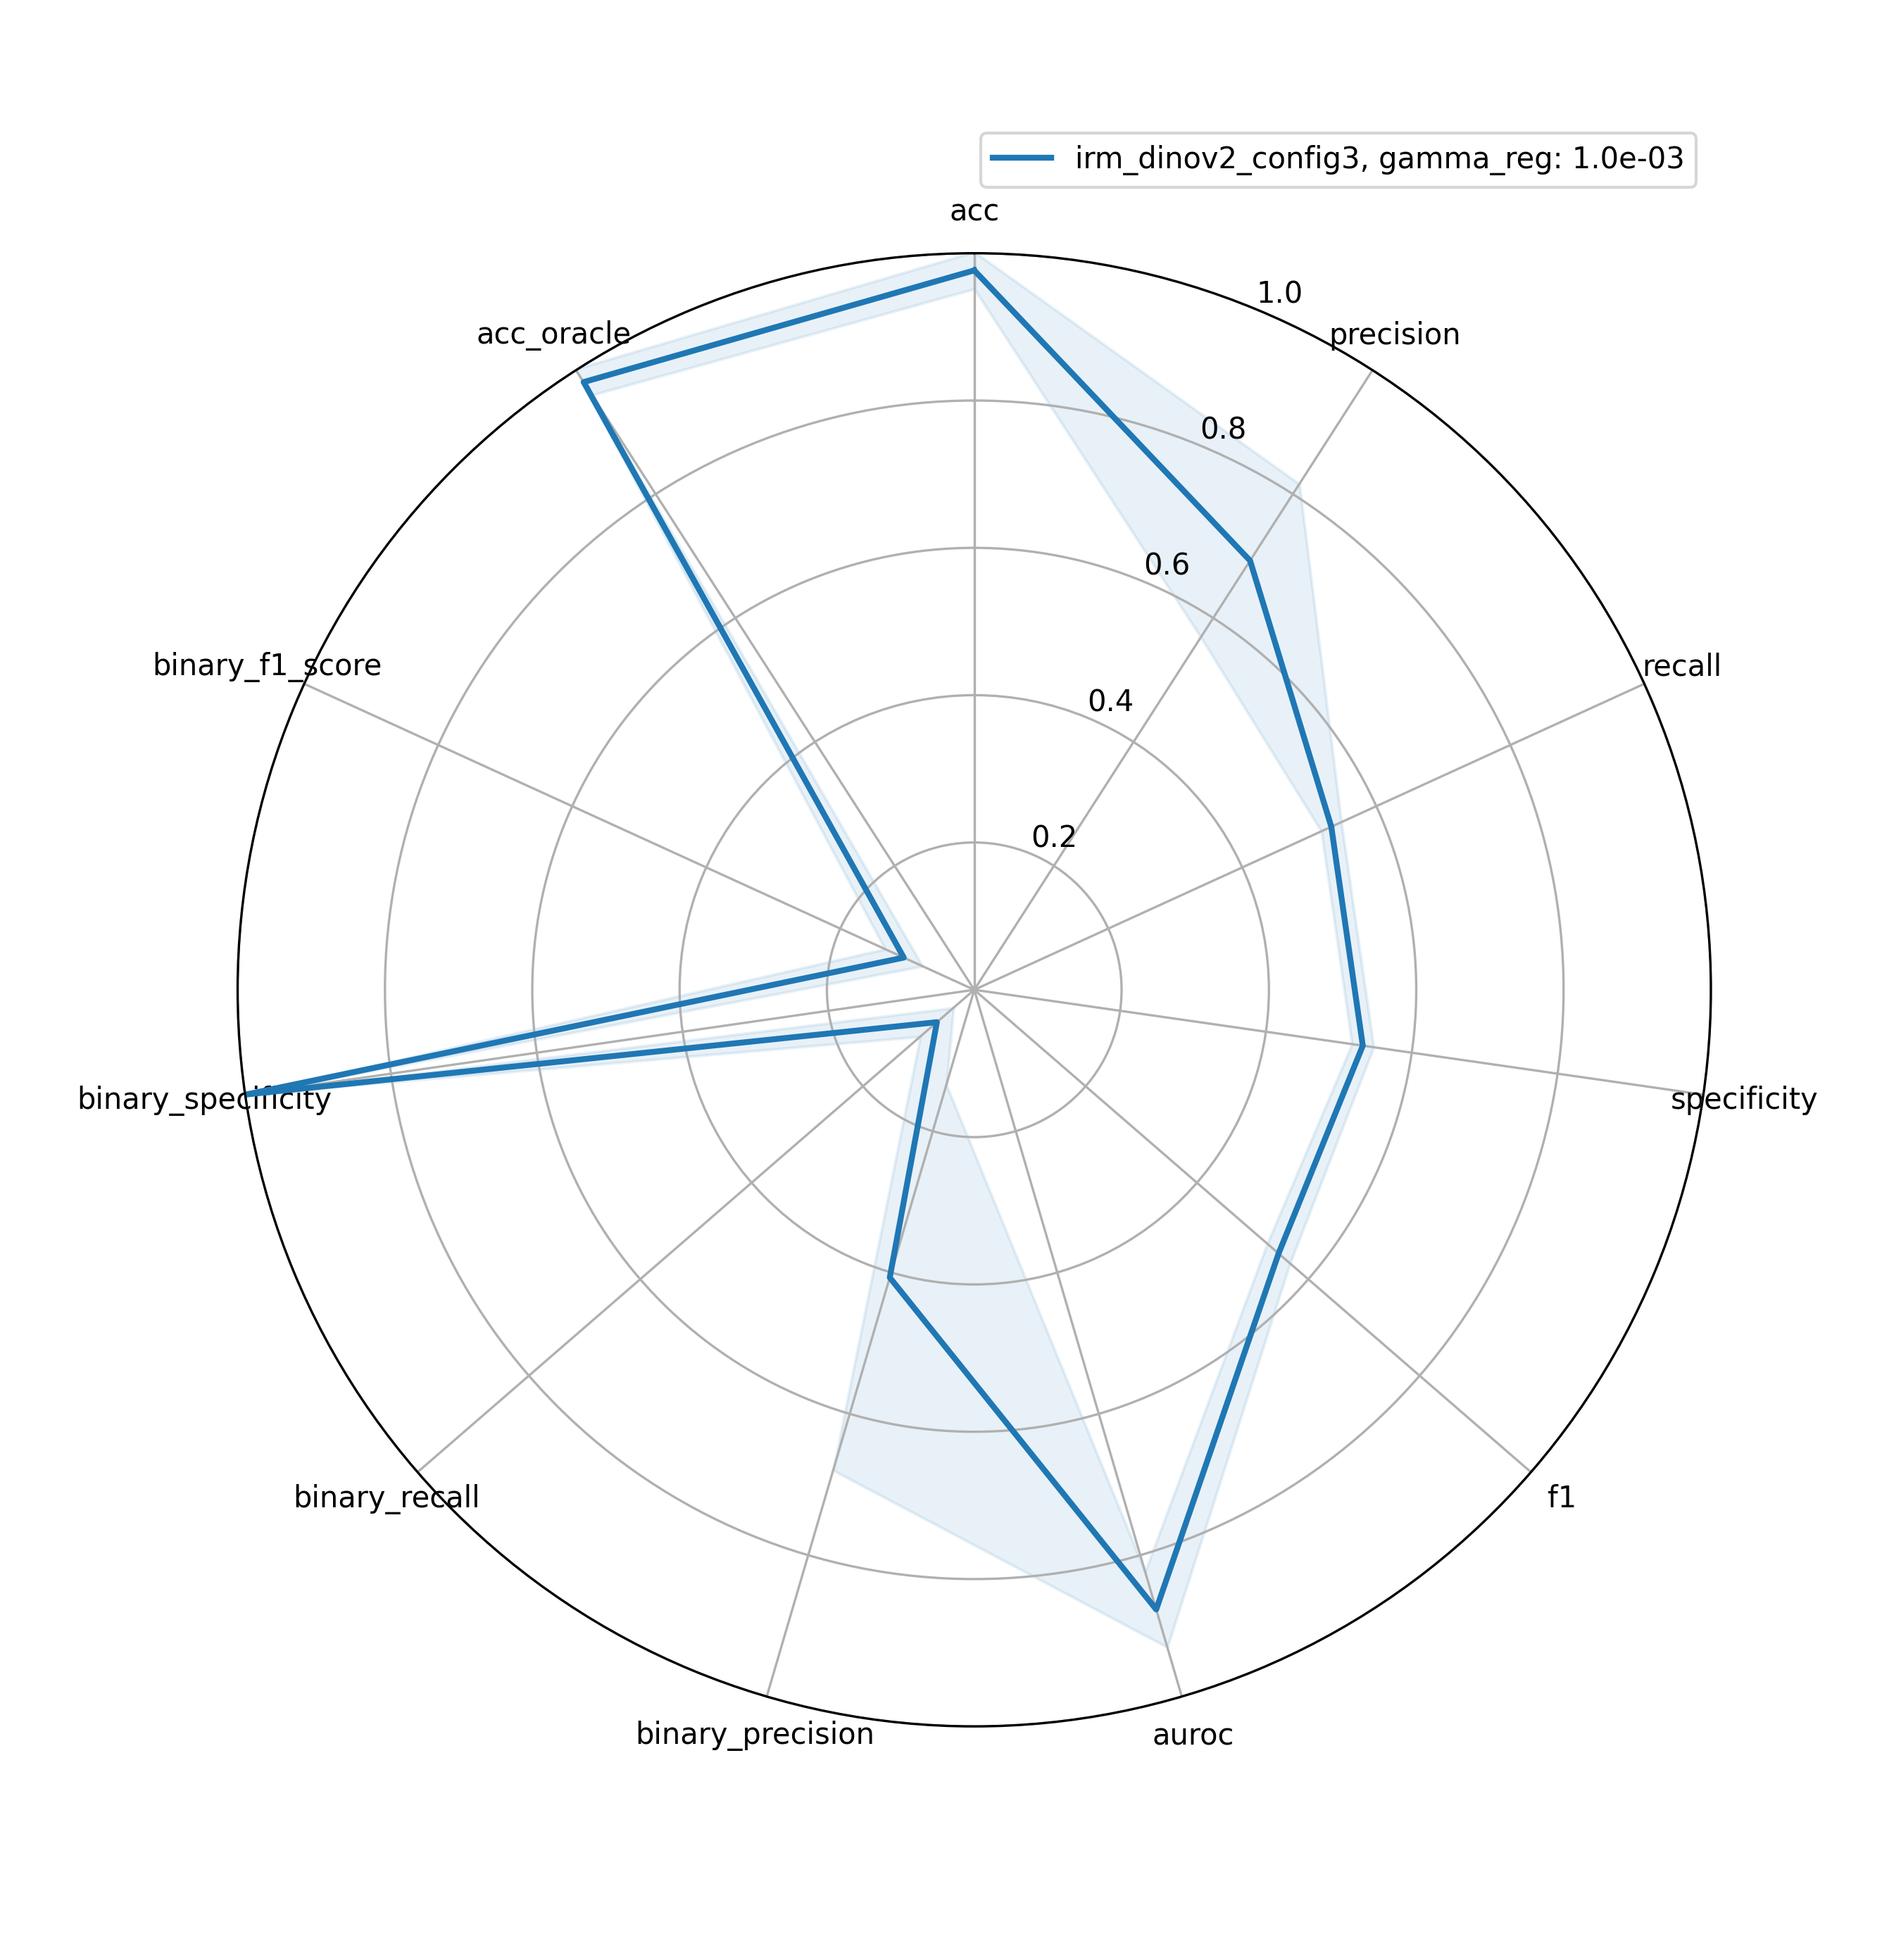 irm_dinov2_config3, gamma_reg: 1.0e-03
acc
1.0
acc_oracle
precision
0.8
0.6
binary_f1_score
recall
0.4
0.2
binary_specificity
specificity
binary_recall
f1
binary_precision
auroc